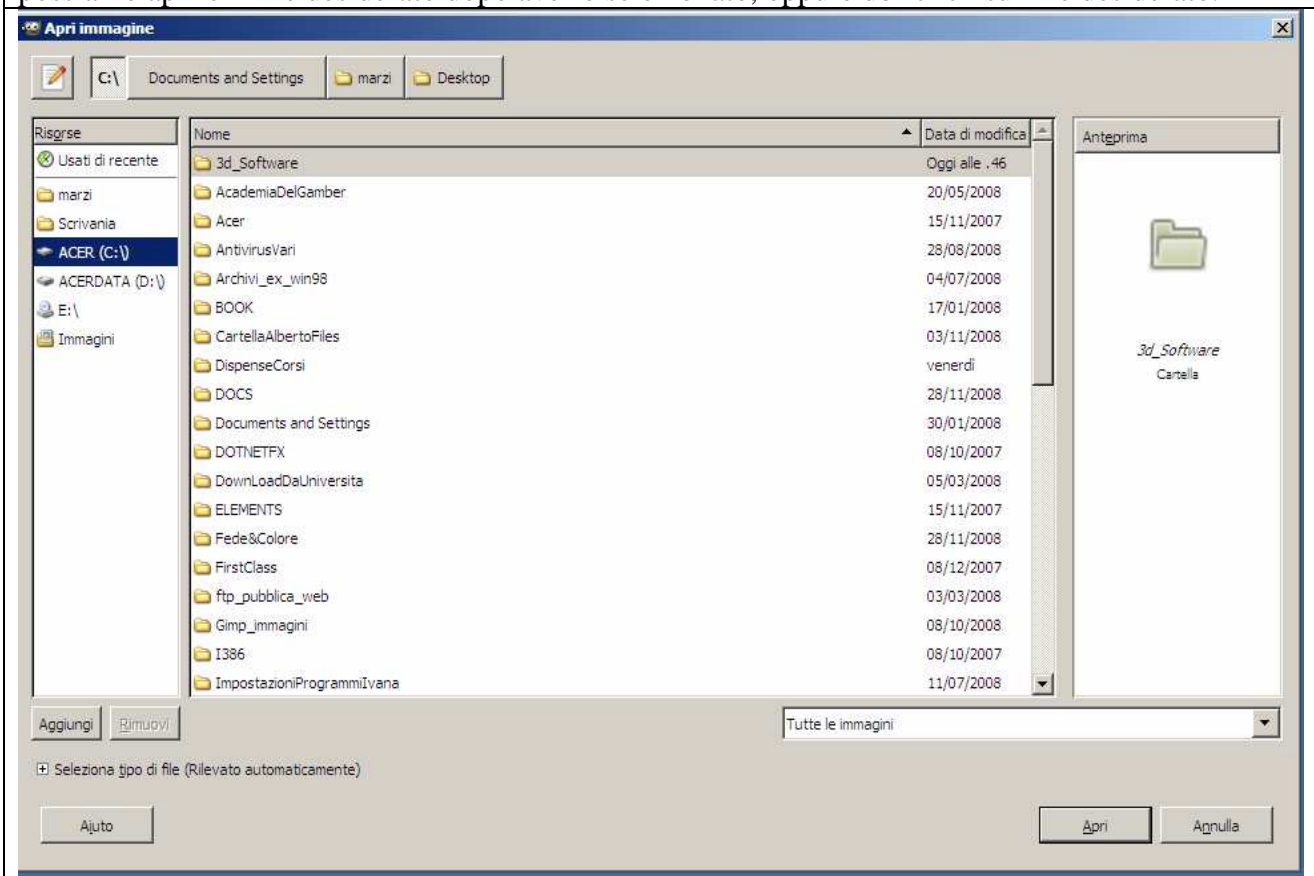 Apri immagine
C:\ Documents and Settings marzi Desktop
Risorse
Usati di recente
marzi
Scrivania
ACER (C:\)
ACERDATA (D:\)
E:\
Immagini
Aggiungi Rimuovi
Nome Data di modifica
3d_Software Oggi alle .46
AcademiaDelGamber 20/05/2008
Acer 15/11/2007
AntivirusVari 28/08/2008
Archivi_ex_win98 04/07/2008
BOOK 17/01/2008
CartellaAlbertoFiles 03/11/2008
DispenseCorsi venerdì
DOCS 28/11/2008
Documents and Settings 30/01/2008
DOTNETFX 08/10/2007
DownLoadDaUniversita 05/03/2008
ELEMENTS 15/11/2007
Fede&Colore 28/11/2008
FirstClass 08/12/2007
ftp_pubblica_web 03/03/2008
Gimp_immagini 08/10/2008
I386 08/10/2007
ImpostazioniProgrammiIvana 11/07/2008
Anteprima
3d_Software
Cartella
Tutte le immagini
Seleziona tipo di file (Rilevato automaticamente)
Aiuto Apri Annulla